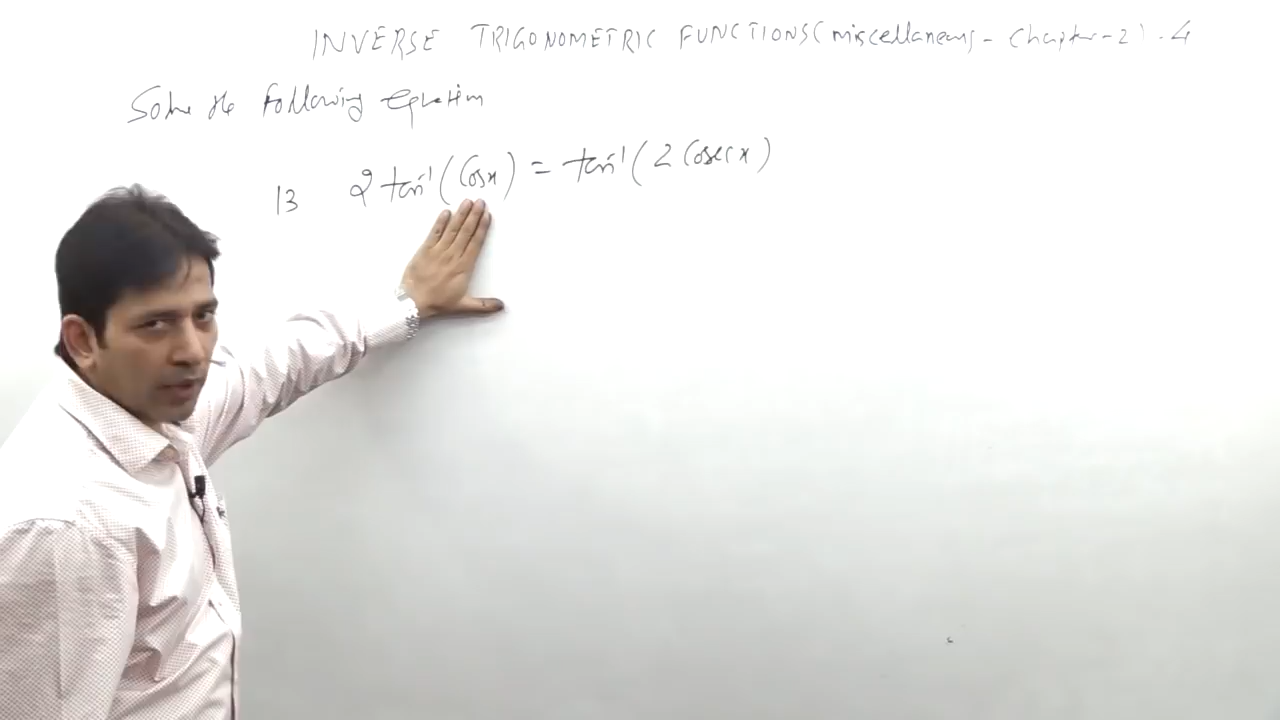 INVERSE TRIGONOMETRIC FUNCTIONS (miscellaneous - Chapter - 2) - 4
Solve the following equation
13 2 tan⁻¹ (Cos x) = tan⁻¹ (2 Cosec x)